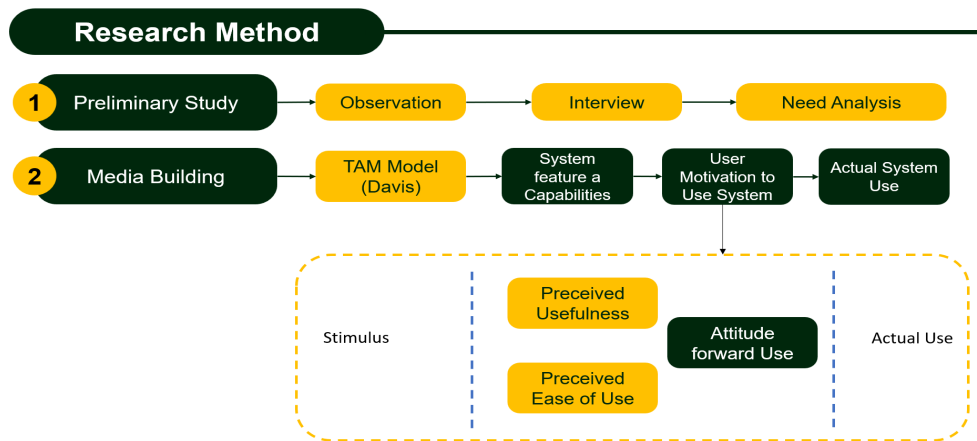 Research Method
1
Preliminary Study
Observation
Interview
Need Analysis
2
Media Building
TAM Model
(Davis)
System
feature a
Capabilities
User
Motivation to
Use System
Actual System
Use
Stimulus
Preceived
Usefulness
Preceived
Ease of Use
Attitude
forward Use
Actual Use